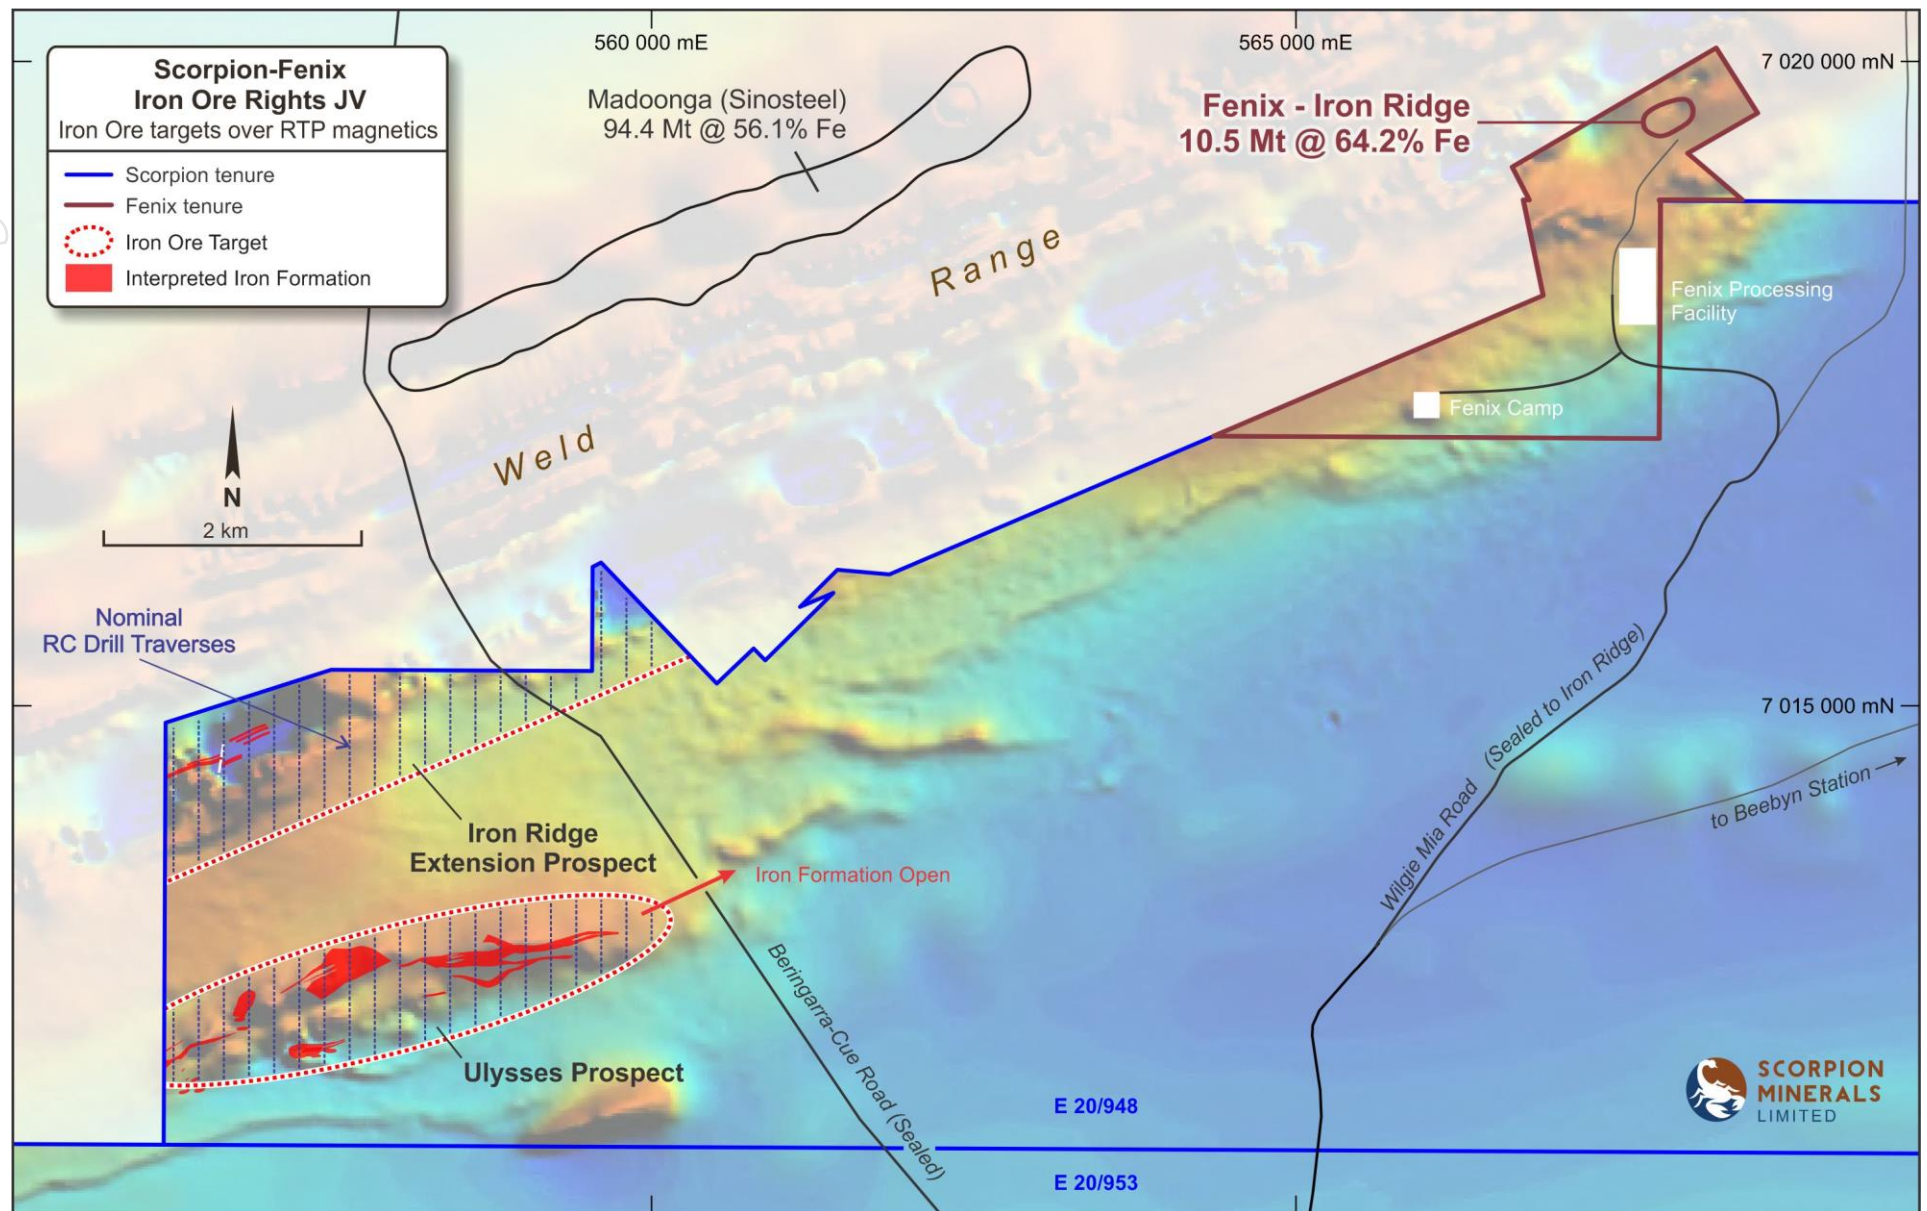 560 000 mE
565 000 mE
7 020 000 mN
Scorpion-Fenix
Iron Ore Rights JV
Iron Ore targets over RTP magnetics
Scorpion tenure
Fenix tenure
Iron Ore Target
Interpreted Iron Formation
Madoonga (Sinosteel)
94.4 Mt @ 56.1% Fe
Fenix - Iron Ridge
10.5 Mt @ 64.2% Fe
Weld Range
Fenix Processing
Facility
Fenix Camp
N
2 km
Nominal
RC Drill Traverses
7 015 000 mN
Wilgie Mia Road (Sealed to Iron Ridge)
to Beebyn Station
Iron Ridge
Extension Prospect
Iron Formation Open
Beringarra-Cue Road (Sealed)
Ulysses Prospect
E 20/948
E 20/953
SCORPION
MINERALS
LIMITED